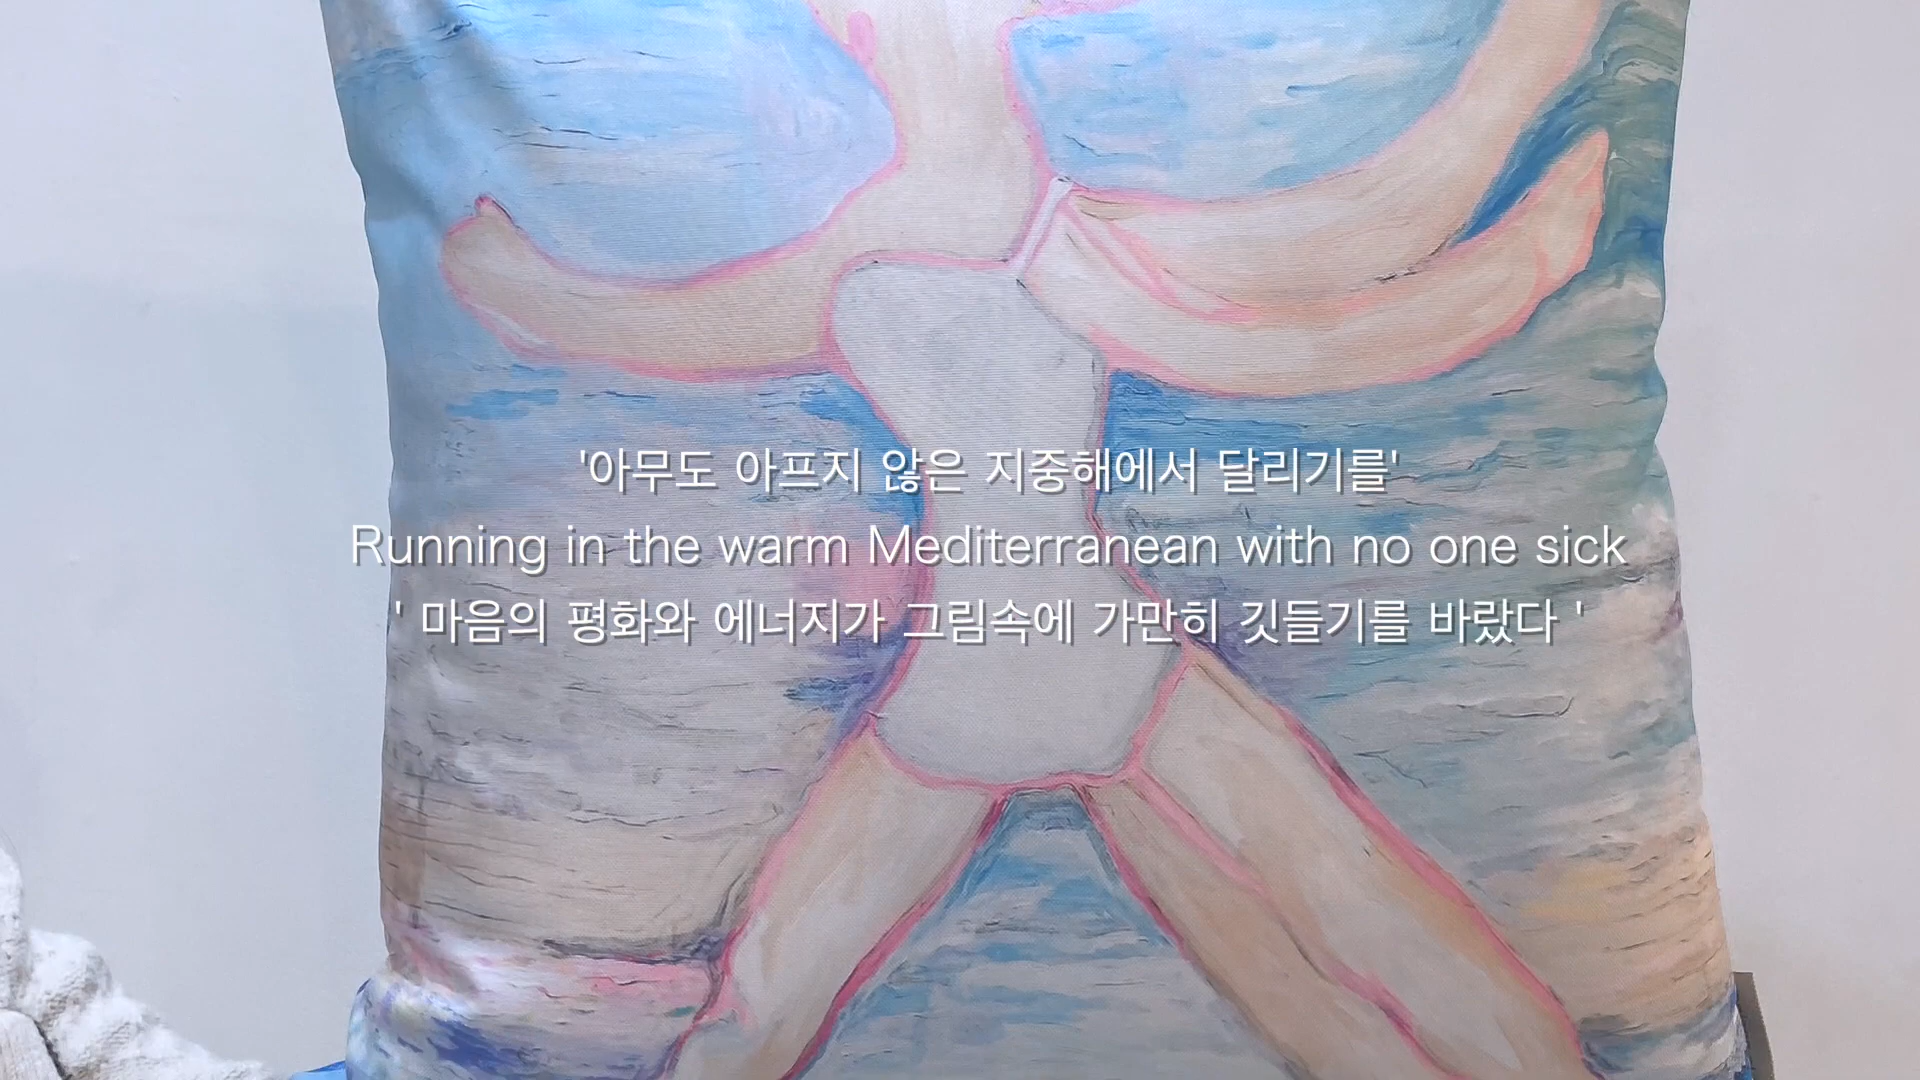 '아무도 아프지 않은 지중해에서 달리기를'
Running in the warm Mediterranean with no one sick
' 마음의 평화와 에너지가 그림속에 가만히 깃들기를 바랐다 '